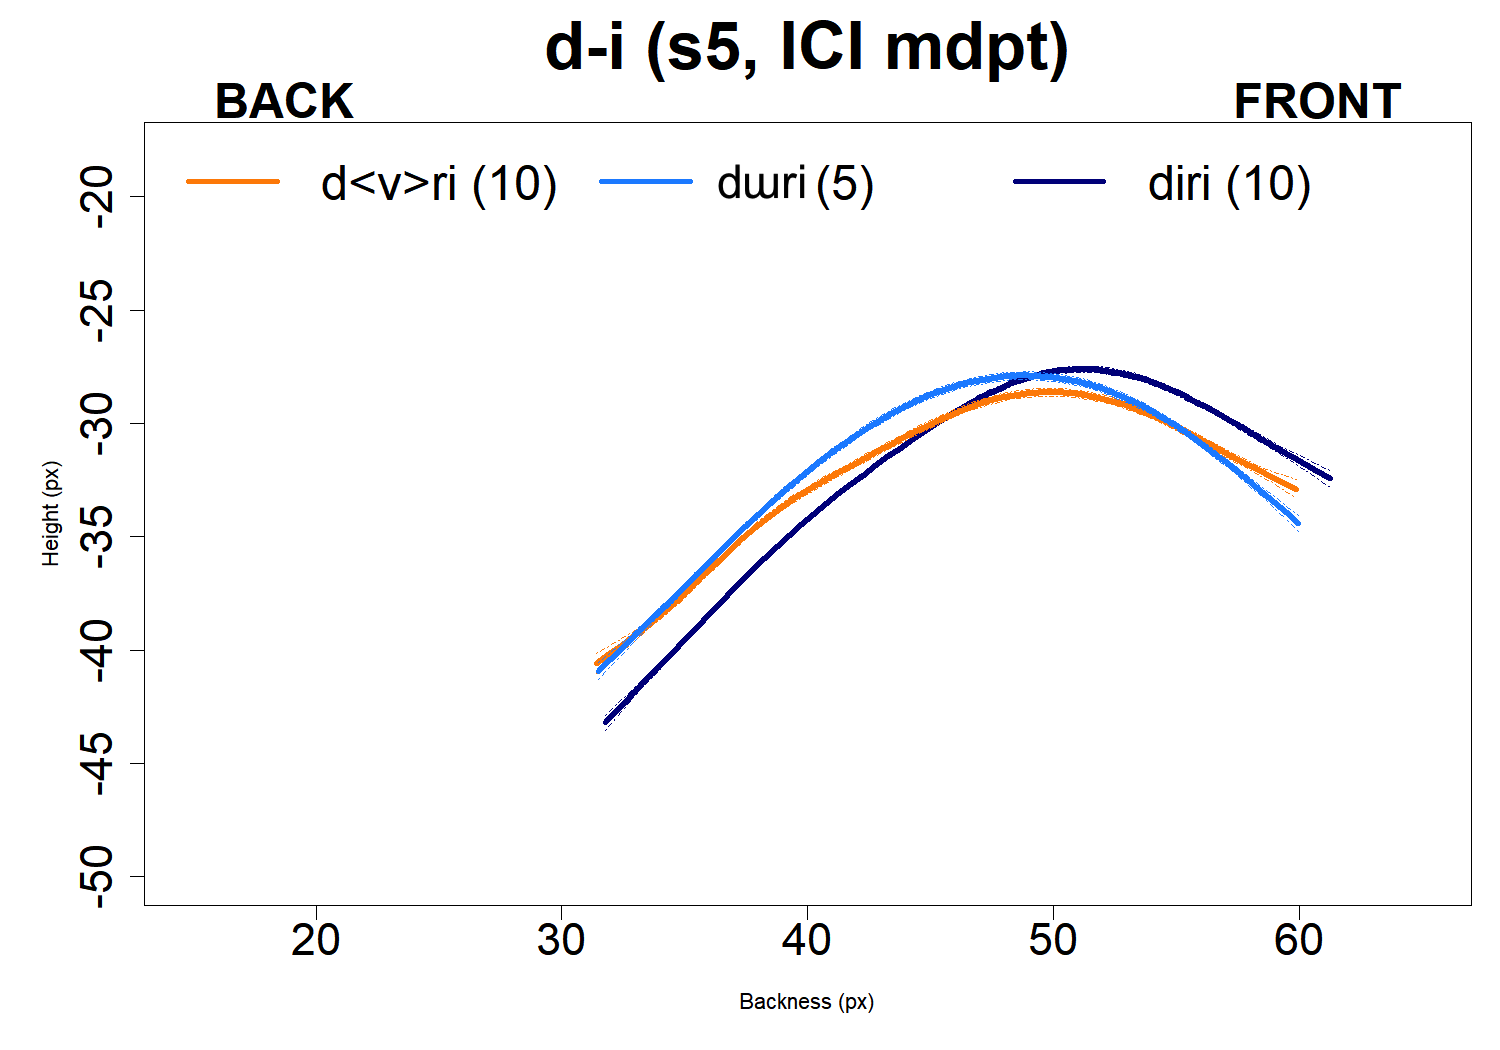 d-i (s5, ICI mdpt)
BACK FRONT
d<v>ri (10) dɯri (5) diri (10)
-20
-25
-30
-35
-40
-45
-50
Height (px)
20 30 40 50 60
Backness (px)